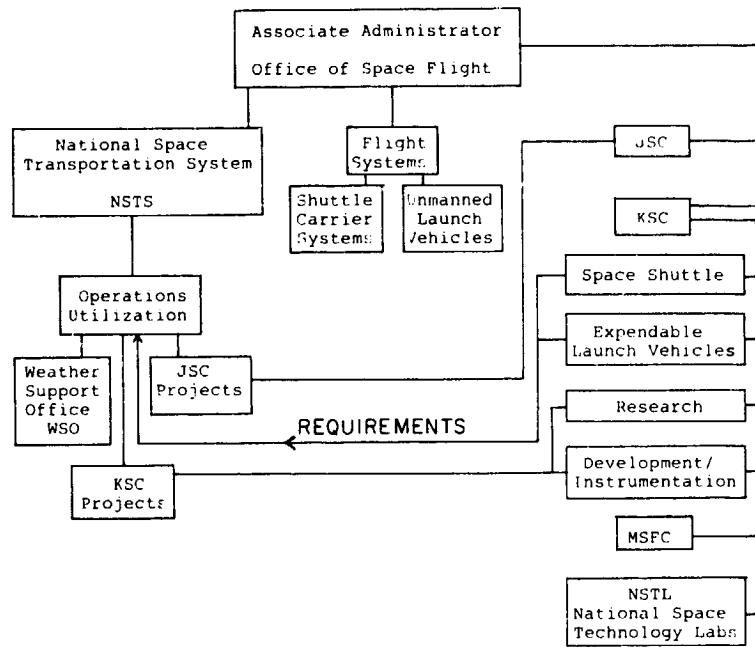 Associate Administrator
Office of Space Flight
National Space
Transportation System
NSTS
Flight
Systems
JSC
Shuttle
Carrier
Systems
Unmanned
Launch
Vehicles
KSC
Space Shuttle
Operations
Utilization
Expendable
Launch Vehicles
Weather
Support
Office
WSO
JSC
Projects
Research
REQUIREMENTS
Development/
Instrumentation
KSC
Projects
MSFC
NSTL
National Space
Technology Labs